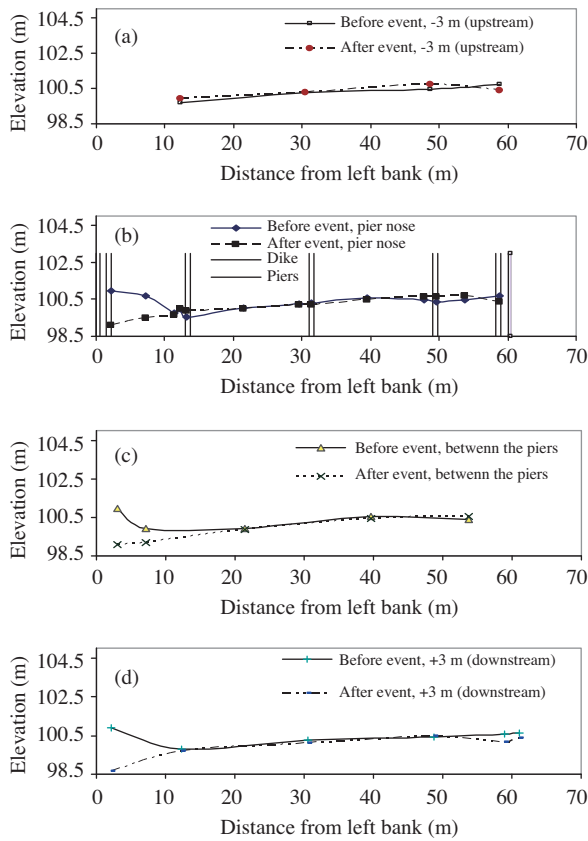 (a)
Before event, -3 m (upstream)
After event, -3 m (upstream)
Elevation (m)
104.5
102.5
100.5
98.5
0 10 20 30 40 50 60 70
Distance from left bank (m)
(b)
Before event, pier nose
After event, pier nose
Dike
Piers
Elevation (m)
104.5
102.5
100.5
98.5
0 10 20 30 40 50 60 70
Distance from left bank (m)
(c)
Before event, betwenn the piers
After event, betwenn the piers
Elevation (m)
104.5
102.5
100.5
98.5
0 10 20 30 40 50 60 70
Distance from left bank (m)
(d)
Before event, +3 m (downstream)
After event, +3 m (downstream)
Elevation (m)
104.5
102.5
100.5
98.5
0 10 20 30 40 50 60 70
Distance from left bank (m)